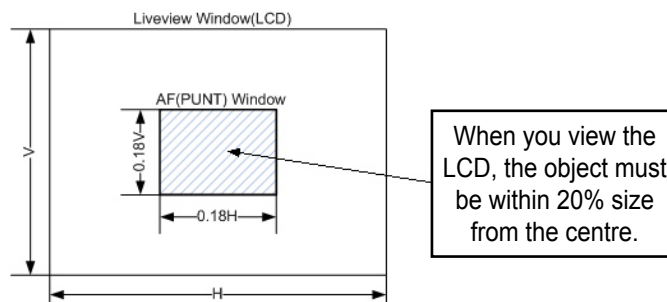 Liveview Window(LCD)
AF(PUNT) Window
V
0.18V
0.18H
H
When you view the
LCD, the object must
be within 20% size
from the centre.